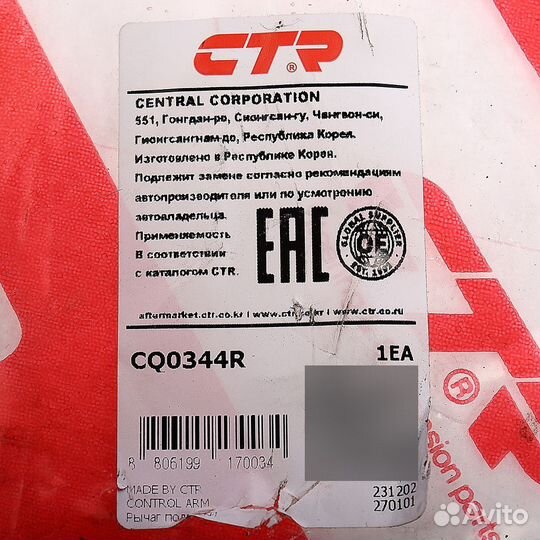 CTR®
CENTRAL CORPORATION
551, Гонгдан-ро, Сионгсан-гу, Чангвон-си,
Гионгсангнам-до, Республика Корея.
Изготовлено в Республике Корея.
Подлежит замене согласно рекомендациям
автопроизводителя или по усмотрению
автовладельца.
Применяемость
В соответствии
с каталогом CTR.
EAC
GLOBAL SUPPLIER
OE
EST. 1952
aftermarket.ctr.co.kr | www.ctr.co.kr | www.ctr.co.ru
CQ0344R 1EA
8 806199 170034
MADE BY CTR
CONTROL ARM
Рычаг
231202
270101
Avito